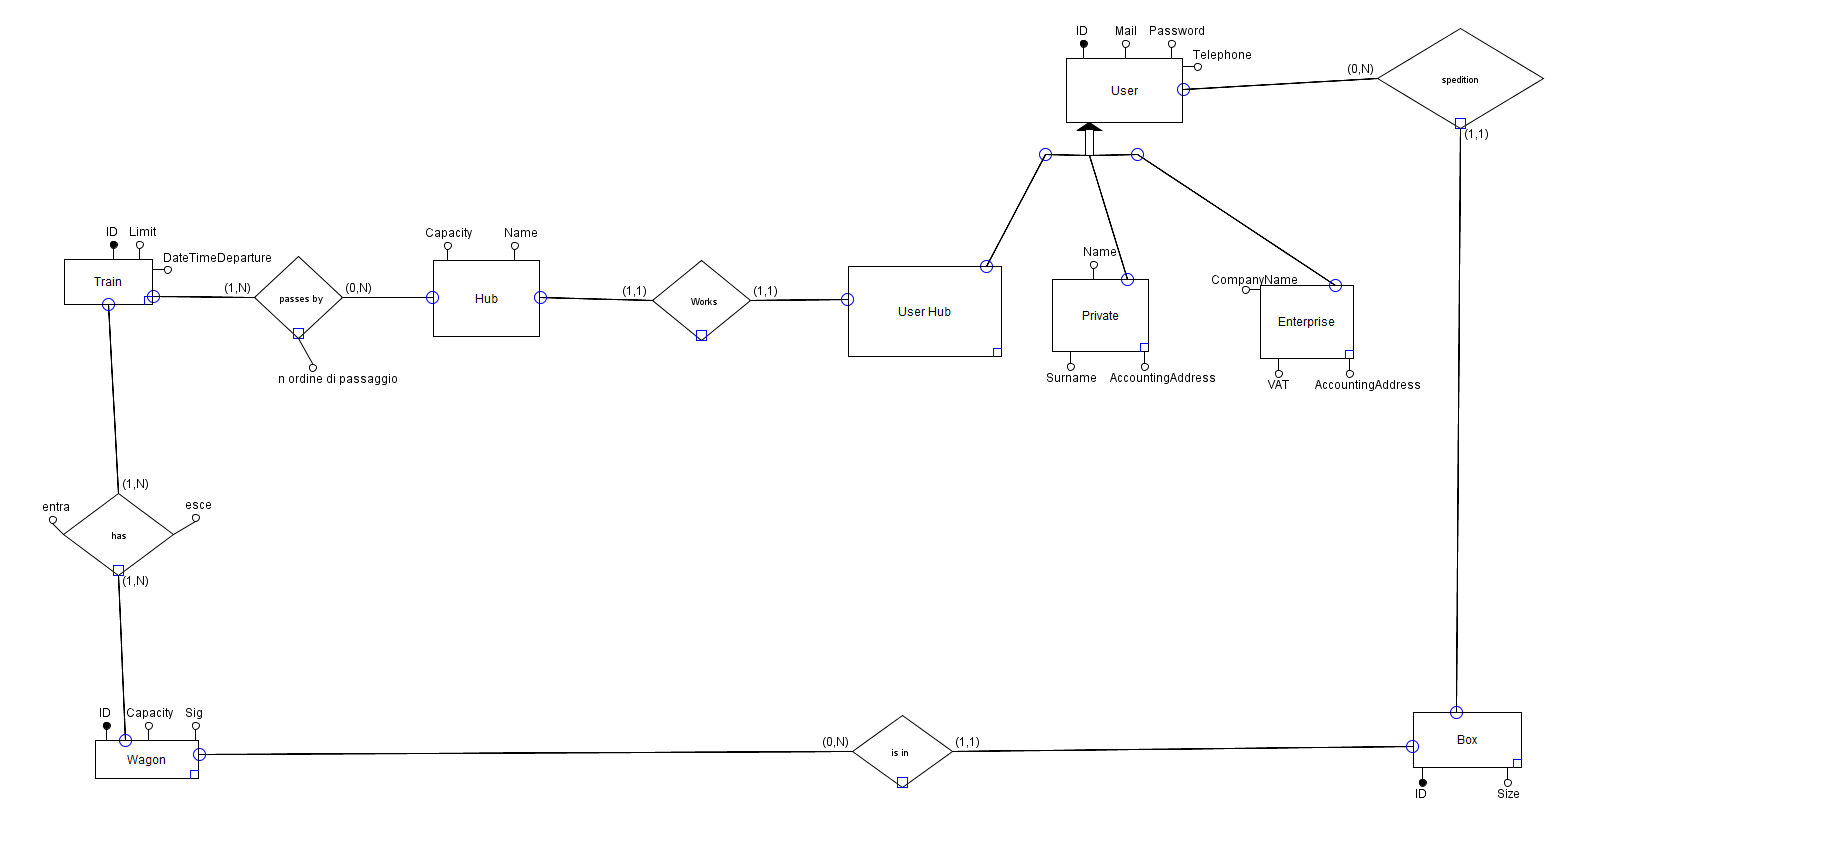 ID Mail Password
Telephone
User
(0,N)
spedition
(1,1)
ID Limit
DateTimeDeparture
Train
(1,N)
passes by
(0,N)
n ordine di passaggio
Capacity Name
Hub
(1,1)
Works
(1,1)
User Hub
Name
Private
Surname AccountingAddress
CompanyName
Enterprise
VAT AccountingAddress
(1,N)
entra
esce
has
(1,N)
ID Capacity Sig
Wagon
(0,N)
is in
(1,1)
Box
ID Size